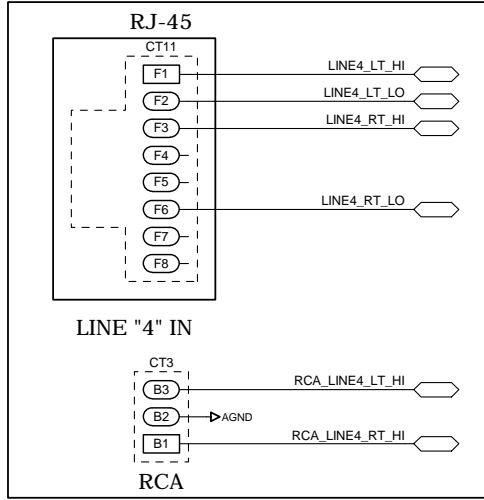 RJ-45
CT11
F1 LINE4_LT_HI
F2 LINE4_LT_LO
F3 LINE4_RT_HI
F4
F5
F6 LINE4_RT_LO
F7
F8
LINE "4" IN
CT3
B3 RCA_LINE4_LT_HI
B2 AGND
B1 RCA_LINE4_RT_HI
RCA